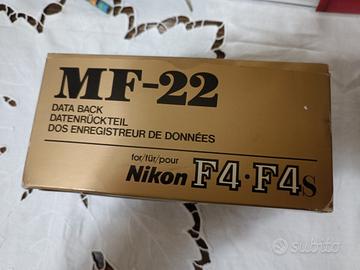 MF-22
DATA BACK
DATENRÜCKTEIL
DOS ENREGISTREUR DE DONNÉES
for/für/pour
Nikon F4·F4s
subito